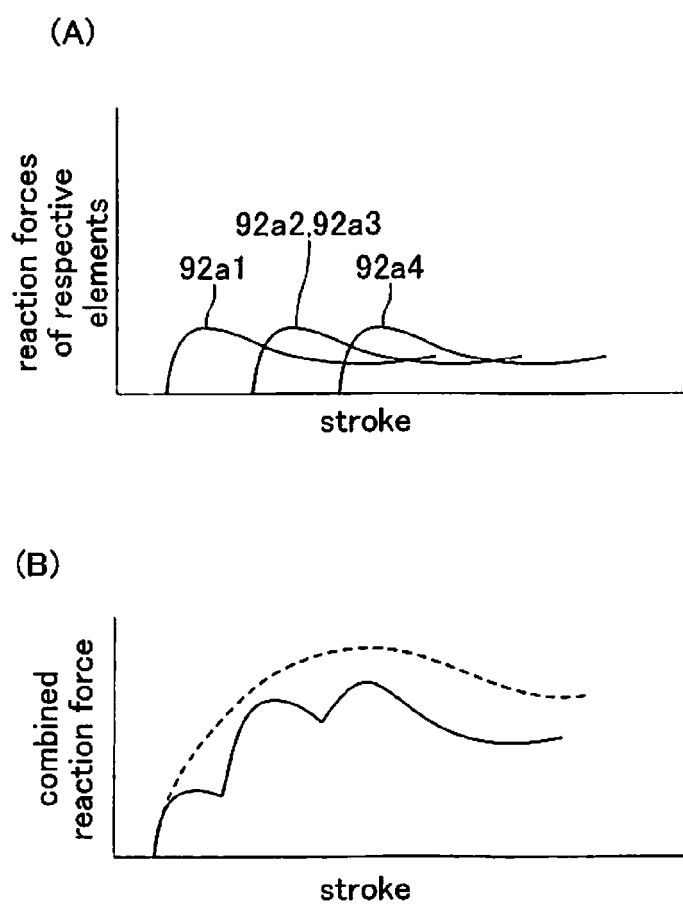 (A)
reaction forces
of respective
elements
92a1
92a2,92a3
92a4
stroke
(B)
combined
reaction force
stroke